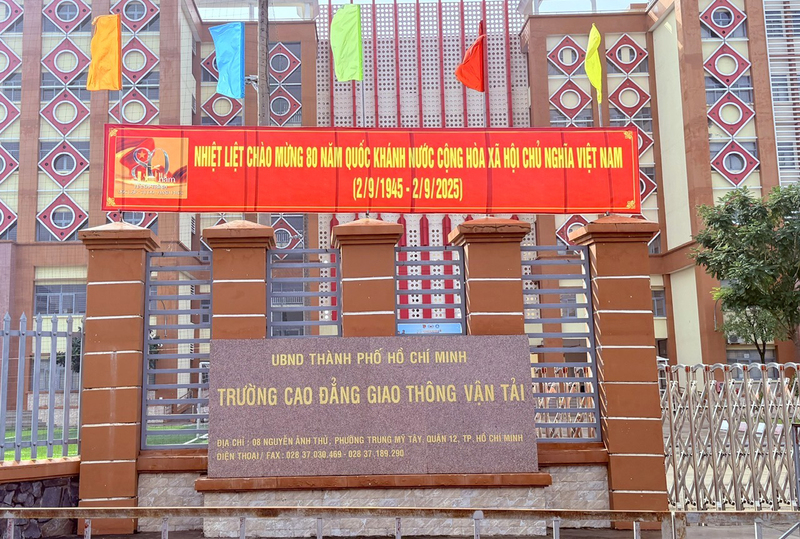 NHIỆT LIỆT CHÀO MỪNG 80 NĂM QUỐC KHÁNH NƯỚC CỘNG HÒA XÃ HỘI CHỦ NGHĨA VIỆT NAM
(2/9/1945 - 2/9/2025)
UBND THÀNH PHỐ HỒ CHÍ MINH
TRƯỜNG CAO ĐẲNG GIAO THÔNG VẬN TẢI
ĐỊA CHỈ : 08 NGUYỄN ẢNH THỦ, PHƯỜNG TRUNG MỸ TÂY, QUẬN 12, TP. HỒ CHÍ MINH
ĐIỆN THOẠI / FAX : 028 37.030.469 - 028 37.189.290